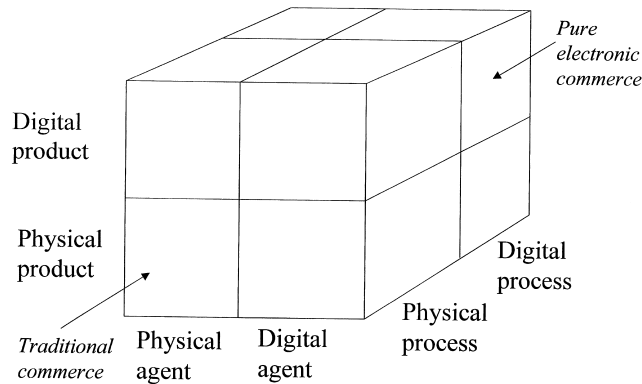 Pure
electronic
commerce
Digital
product
Physical
product
Digital
process
Physical
process
Traditional
commerce
Physical
agent
Digital
agent